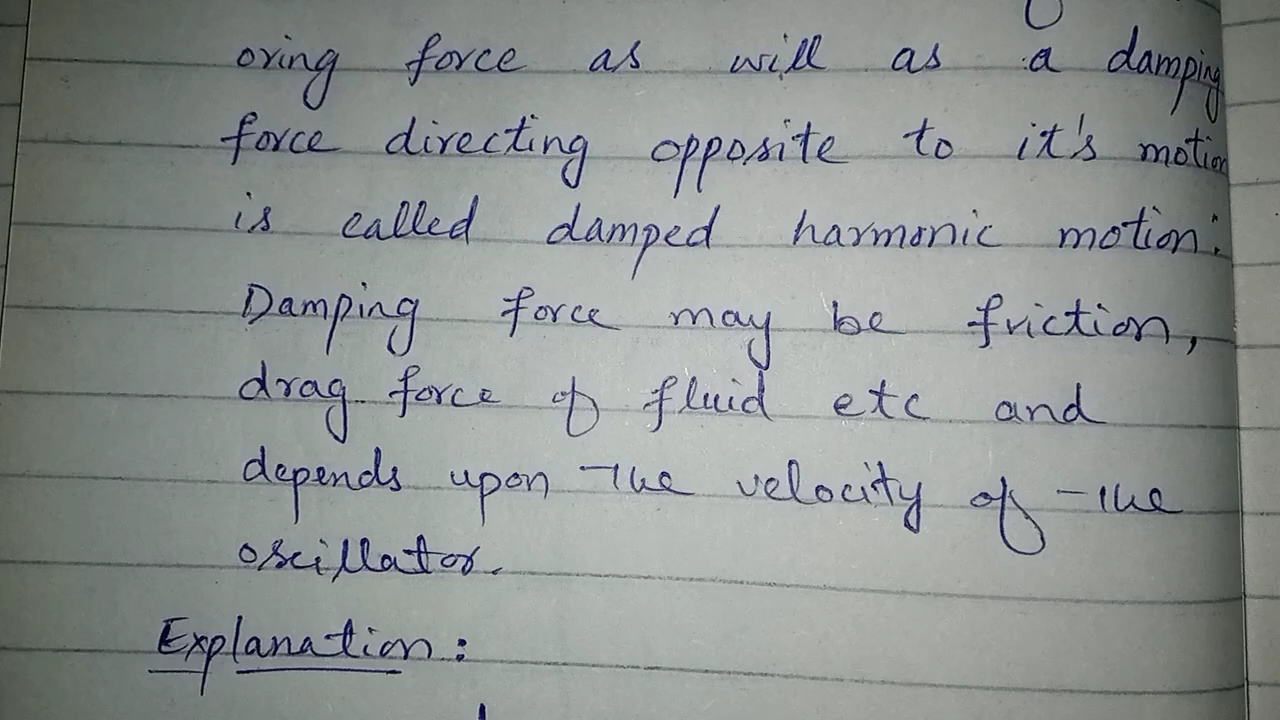 oring force as will as a damping
force directing opposite to it's motion
is called damped harmonic motion.
Damping force may be friction,
drag force of fluid etc and
depends upon the velocity of the
oscillator.
Explanation: